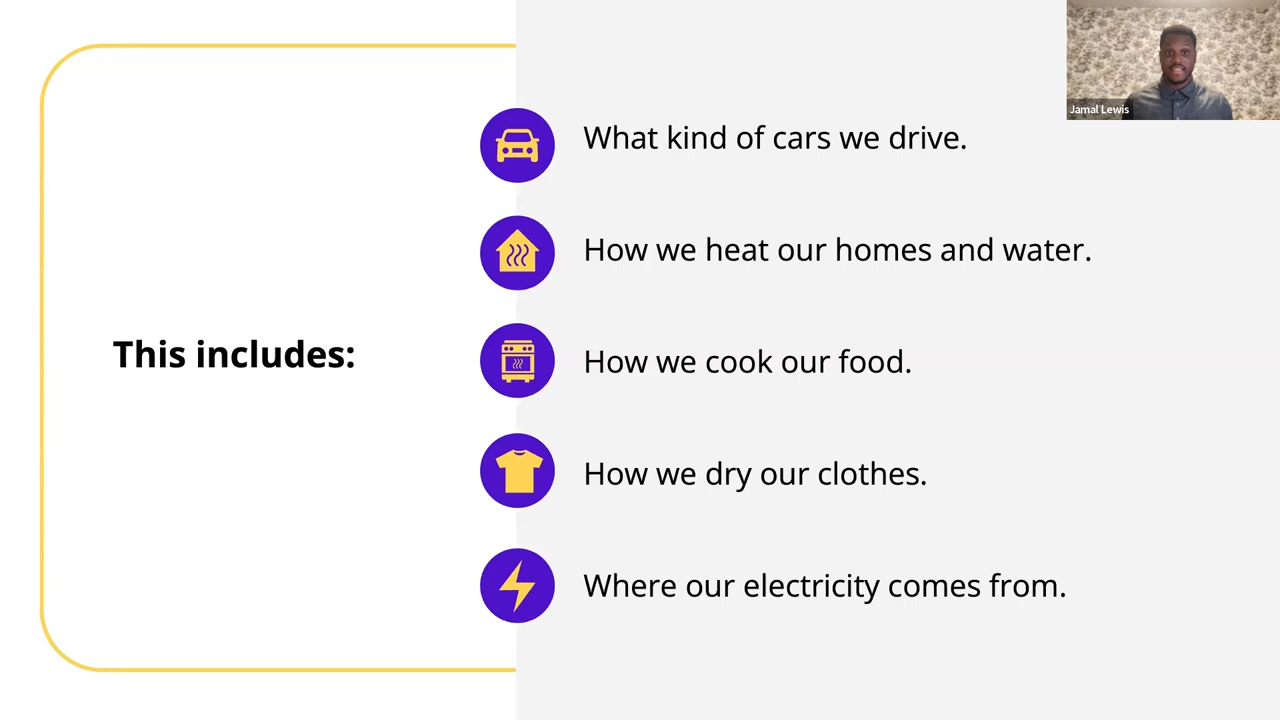 Jamal Lewis
What kind of cars we drive.
How we heat our homes and water.
This includes:
How we cook our food.
How we dry our clothes.
Where our electricity comes from.